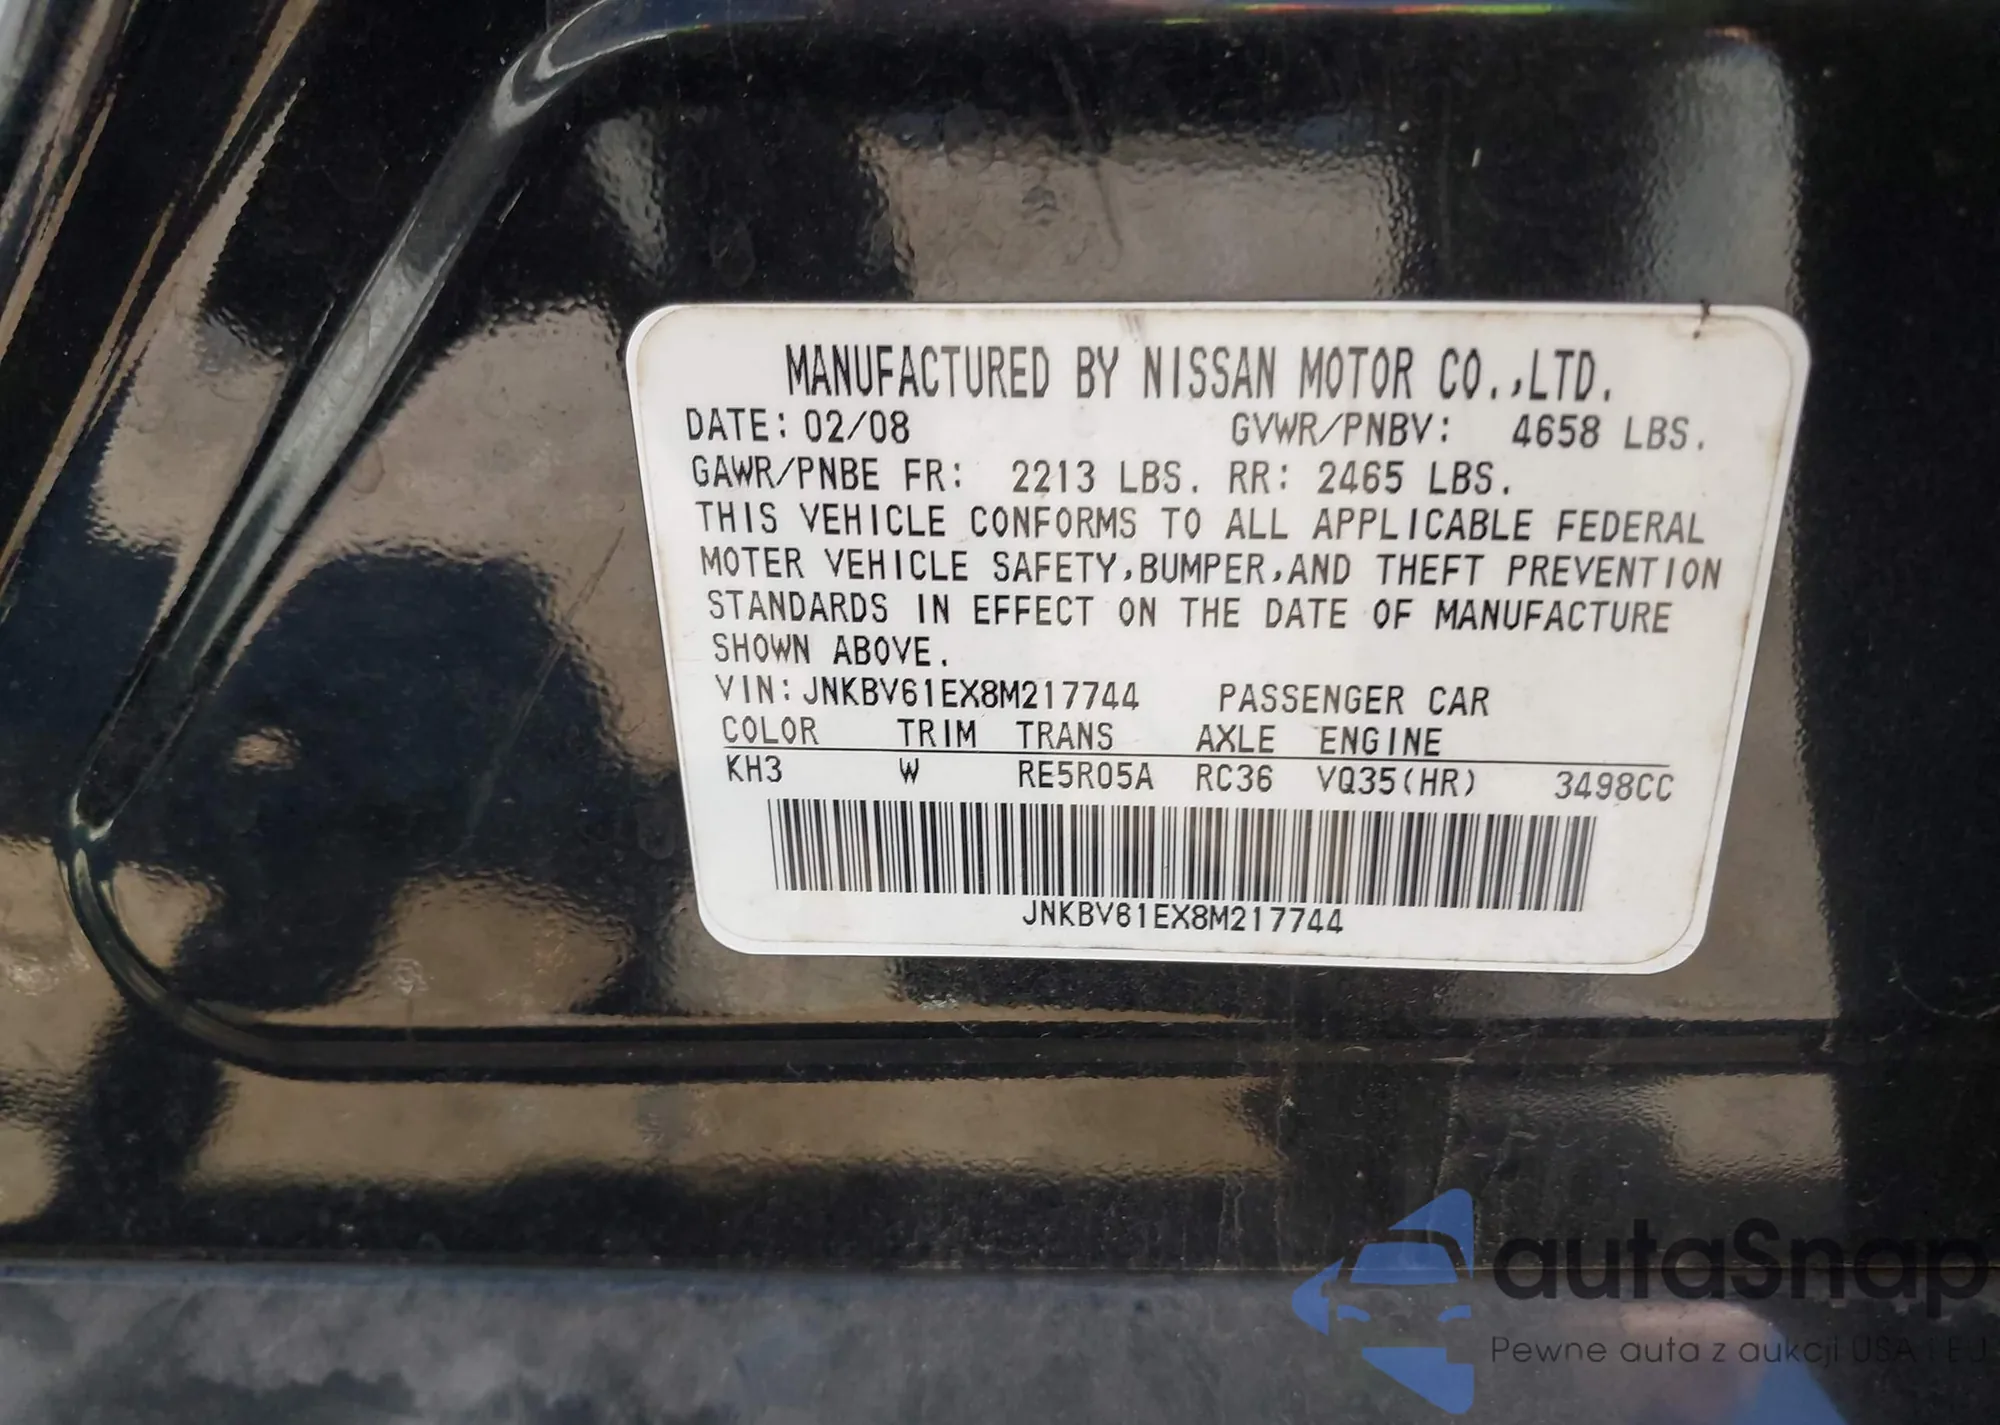 MANUFACTURED BY NISSAN MOTOR CO.,LTD.
DATE: 02/08 GVWR/PNBV: 4658 LBS.
GAWR/PNBE FR: 2213 LBS. RR: 2465 LBS.
THIS VEHICLE CONFORMS TO ALL APPLICABLE FEDERAL
MOTER VEHICLE SAFETY,BUMPER,AND THEFT PREVENTION
STANDARDS IN EFFECT ON THE DATE OF MANUFACTURE
SHOWN ABOVE.
VIN: JNKBV61EX8M217744 PASSENGER CAR
COLOR TRIM TRANS AXLE ENGINE
KH3 W RE5R05A RC36 VQ35(HR) 3498CC
JNKBV61EX8M217744
autaSnap
Pewne auta z aukcji USA i EU